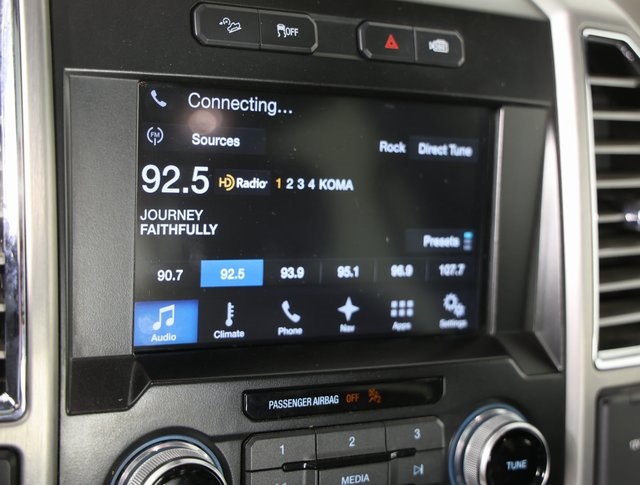 OFF
Connecting...
FM Sources
Rock Direct Tune
92.5 HD Radio 1 2 3 4 KOMA
JOURNEY
FAITHFULLY
Presets
90.7 92.5 93.9 95.1 96.9 107.7
Audio Climate Phone Nav Apps Settings
PASSENGER AIRBAG OFF
1 2 3
MEDIA
TUNE